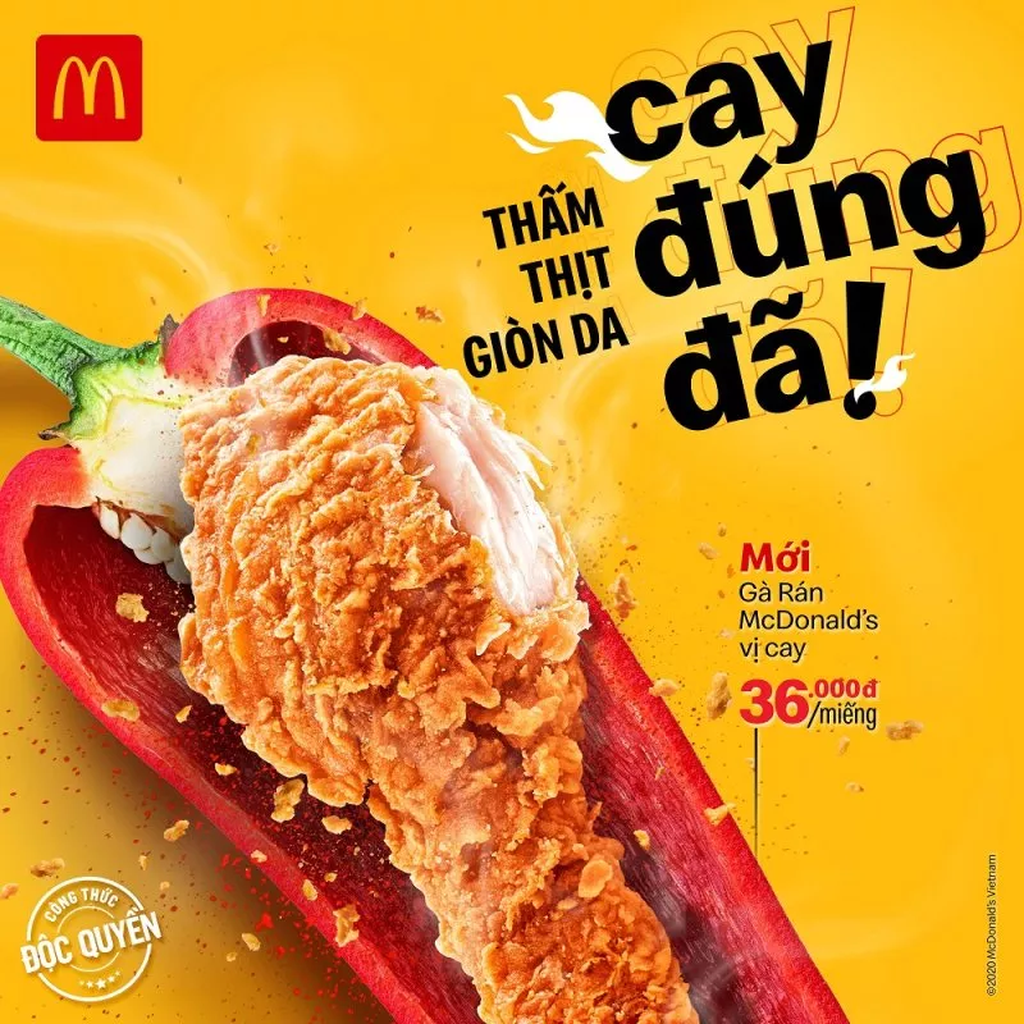 cay
đúng
đã!
THẤM
THỊT
GIÒN DA
Mới
Gà Rán
McDonald's
vị cay
36.000đ
/miếng
CÔNG THỨC
ĐỘC QUYỀN
©2020 McDonald's Vietnam